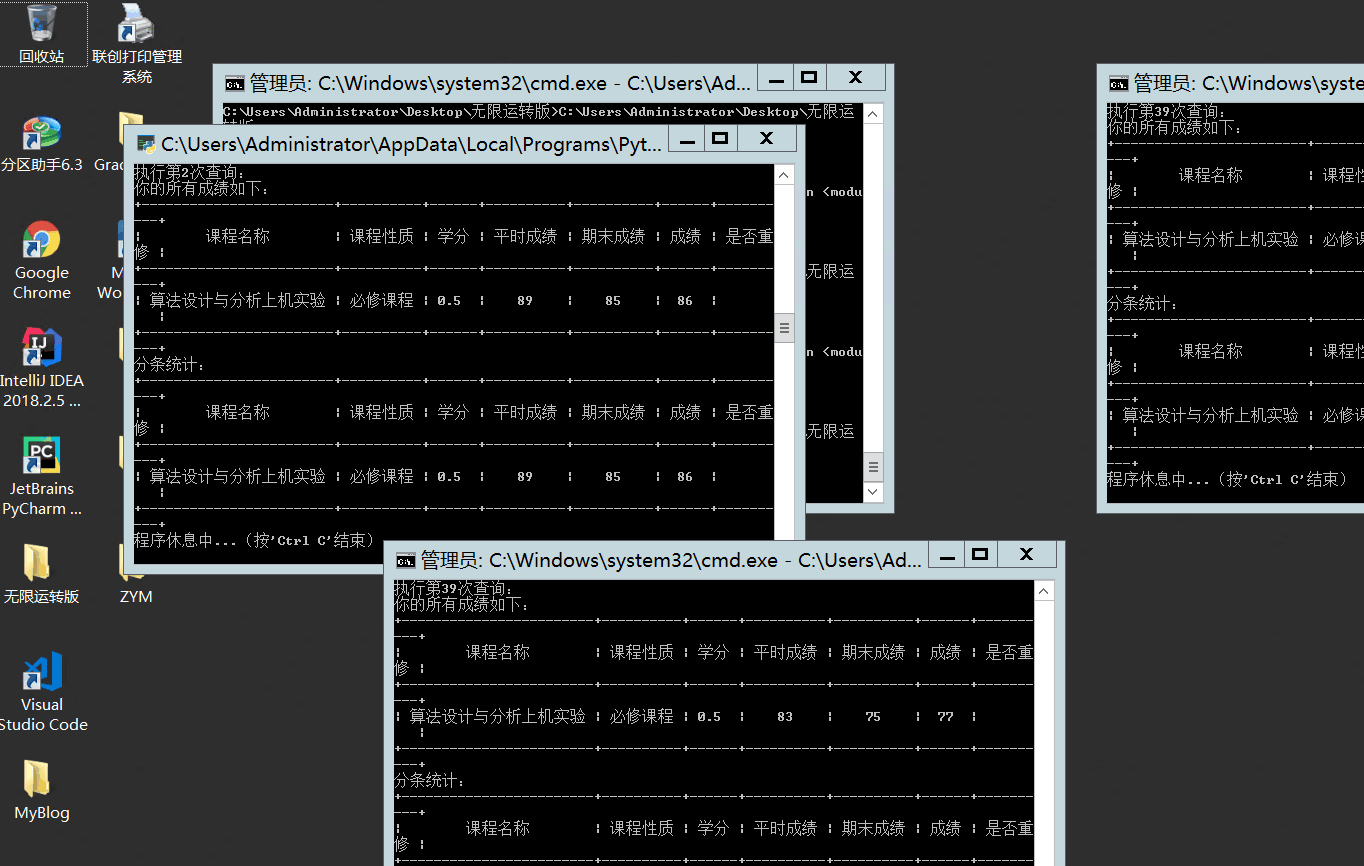 回收站
联创打印管理
系统
分区助手6.3
Grad
Google
Chrome
M
Wo
IntelliJ IDEA
2018.2.5 ...
JetBrains
PyCharm ...
无限运转版
ZYM
Visual
Studio Code
MyBlog
管理员: C:\Windows\system32\cmd.exe - C:\Users\Ad...
C:\Users\Administrator\Desktop\无限运转版>C:\Users\Administrator\Desktop\无限运
n <modu
无限运
n <modu
无限运
C:\Users\Administrator\AppData\Local\Programs\Pyt...
执行第2次查询:
你的所有成绩如下:
课程名称 ¦ 课程性质 ¦ 学分 ¦ 平时成绩 ¦ 期末成绩 ¦ 成绩 ¦ 是否重
修 ¦
¦ 算法设计与分析上机实验 ¦ 必修课程 ¦ 0.5 ¦ 89 ¦ 85 ¦ 86 ¦
分条统计:
课程名称 ¦ 课程性质 ¦ 学分 ¦ 平时成绩 ¦ 期末成绩 ¦ 成绩 ¦ 是否重
修 ¦
¦ 算法设计与分析上机实验 ¦ 必修课程 ¦ 0.5 ¦ 89 ¦ 85 ¦ 86 ¦
程序休息中...（按'Ctrl C'结束）
管理员: C:\Windows\system32\cmd.exe - C:\Users\Ad...
执行第39次查询:
你的所有成绩如下:
课程名称 ¦ 课程性质 ¦ 学分 ¦ 平时成绩 ¦ 期末成绩 ¦ 成绩 ¦ 是否重
修 ¦
¦ 算法设计与分析上机实验 ¦ 必修课程 ¦ 0.5 ¦ 83 ¦ 75 ¦ 77 ¦
分条统计:
课程名称 ¦ 课程性质 ¦ 学分 ¦ 平时成绩 ¦ 期末成绩 ¦ 成绩 ¦ 是否重
修 ¦
管理员: C:\Windows\syste
执行第39次查询:
你的所有成绩如下:
课程名称 ¦ 课程
修 ¦
¦ 算法设计与分析上机实验 ¦ 必修
分条统计:
课程名称 ¦ 课程
修 ¦
¦ 算法设计与分析上机实验 ¦ 必修
程序休息中...（按'Ctrl C'结束）